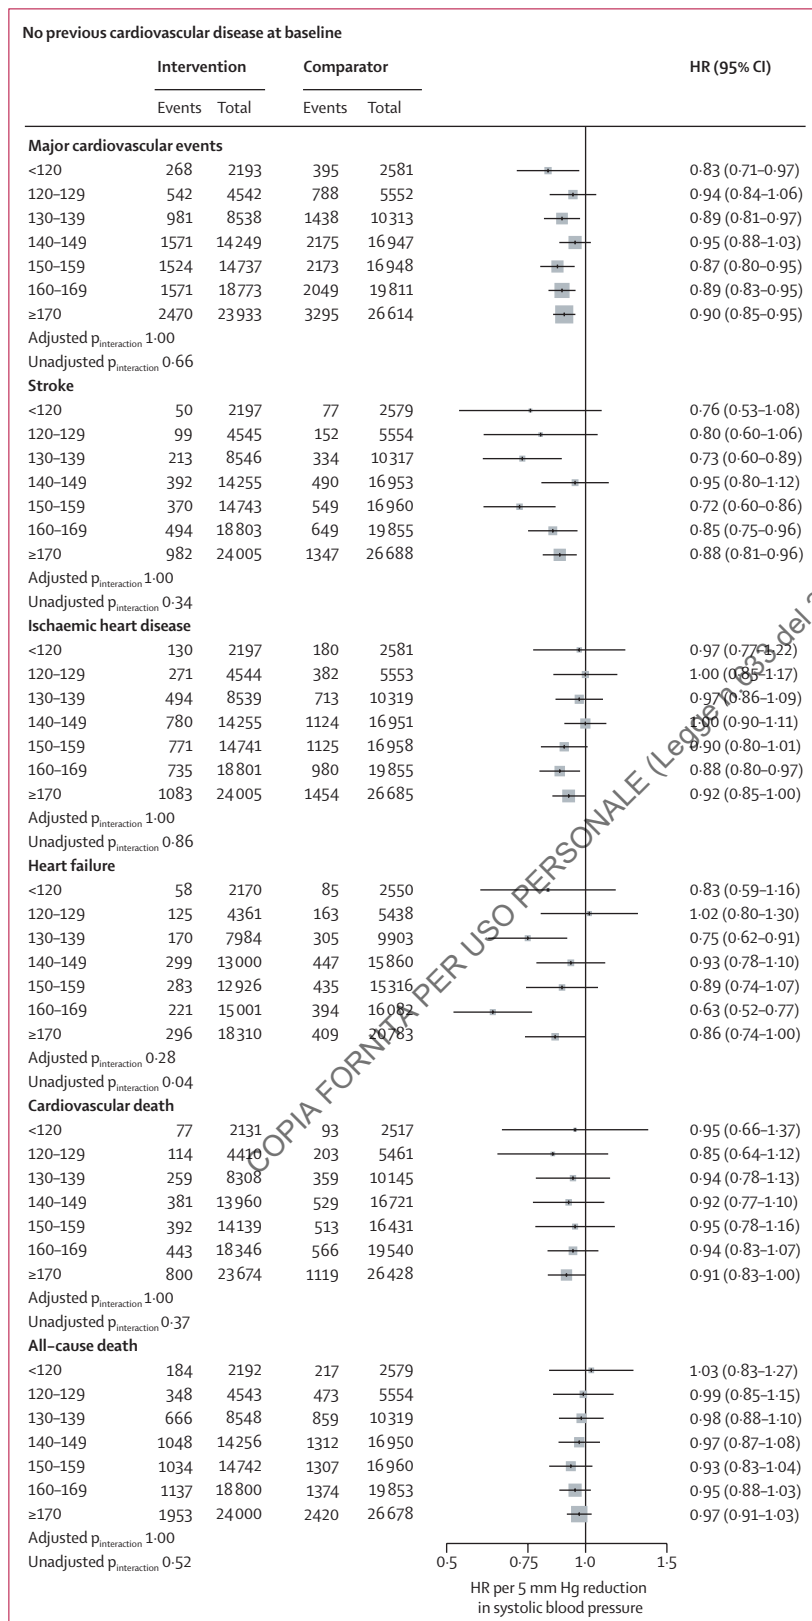 No previous cardiovascular disease at baseline
Intervention Comparator HR (95% CI)
Events Total Events Total
Major cardiovascular events
<120 268 2193 395 2581 0·83 (0·71–0·97)
120–129 542 4542 788 5552 0·94 (0·84–1·06)
130–139 981 8538 1438 10313 0·89 (0·81–0·97)
140–149 1571 14249 2175 16947 0·95 (0·88–1·03)
150–159 1524 14737 2173 16948 0·87 (0·80–0·95)
160–169 1571 18773 2049 19811 0·89 (0·83–0·95)
≥170 2470 23933 3295 26614 0·90 (0·85–0·95)
Adjusted pinteraction 1·00
Unadjusted pinteraction 0·66
Stroke
<120 50 2197 77 2579 0·76 (0·53–1·08)
120–129 99 4545 152 5554 0·80 (0·60–1·06)
130–139 213 8546 334 10317 0·73 (0·60–0·89)
140–149 392 14255 490 16953 0·95 (0·80–1·12)
150–159 370 14743 549 16960 0·72 (0·60–0·86)
160–169 494 18803 649 19855 0·85 (0·75–0·96)
≥170 982 24005 1347 26688 0·88 (0·81–0·96)
Adjusted pinteraction 1·00
Unadjusted pinteraction 0·34
Ischaemic heart disease
<120 130 2197 180 2581 0·97 (0·77–1·22)
120–129 271 4544 382 5553 1·00 (0·85–1·17)
130–139 494 8539 713 10319 0·97 (0·86–1·09)
140–149 780 14255 1124 16951 1·00 (0·90–1·11)
150–159 771 14741 1125 16958 0·90 (0·80–1·01)
160–169 735 18801 980 19855 0·88 (0·80–0·97)
≥170 1083 24005 1454 26685 0·92 (0·85–1·00)
Adjusted pinteraction 1·00
Unadjusted pinteraction 0·86
Heart failure
<120 58 2170 85 2550 0·83 (0·59–1·16)
120–129 125 4361 163 5438 1·02 (0·80–1·30)
130–139 170 7984 305 9903 0·75 (0·62–0·91)
140–149 299 13000 447 15860 0·93 (0·78–1·10)
150–159 283 12926 435 15316 0·89 (0·74–1·07)
160–169 221 15001 394 16082 0·63 (0·52–0·77)
≥170 296 18310 409 20783 0·86 (0·74–1·00)
Adjusted pinteraction 0·28
Unadjusted pinteraction 0·04
Cardiovascular death
<120 77 2131 93 2517 0·95 (0·66–1·37)
120–129 114 4410 203 5461 0·85 (0·64–1·12)
130–139 259 8308 359 10145 0·94 (0·78–1·13)
140–149 381 13960 529 16721 0·92 (0·77–1·10)
150–159 392 14139 513 16431 0·95 (0·78–1·16)
160–169 443 18346 566 19540 0·94 (0·83–1·07)
≥170 800 23674 1119 26428 0·91 (0·83–1·00)
Adjusted pinteraction 1·00
Unadjusted pinteraction 0·37
All-cause death
<120 184 2192 217 2579 1·03 (0·83–1·27)
120–129 348 4543 473 5554 0·99 (0·85–1·15)
130–139 666 8548 859 10319 0·98 (0·88–1·10)
140–149 1048 14256 1312 16950 0·97 (0·87–1·08)
150–159 1034 14742 1307 16960 0·93 (0·83–1·04)
160–169 1137 18800 1374 19853 0·95 (0·88–1·03)
≥170 1953 24000 2420 26678 0·97 (0·91–1·03)
Adjusted pinteraction 1·00
Unadjusted pinteraction 0·52
0·5 0·75 1·0 1·5
HR per 5 mm Hg reduction
in systolic blood pressure
COPIA FORNITA PER USO PERSONALE (Legge n.633 del